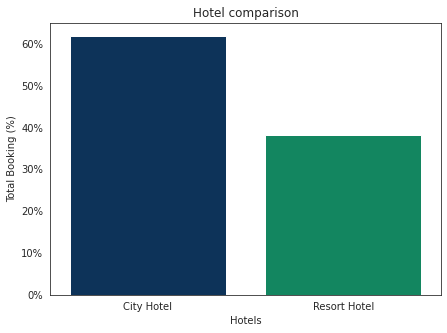 Hotel comparison
60%
50%
40%
30%
20%
10%
0%
Total Booking (%)
City Hotel
Resort Hotel
Hotels